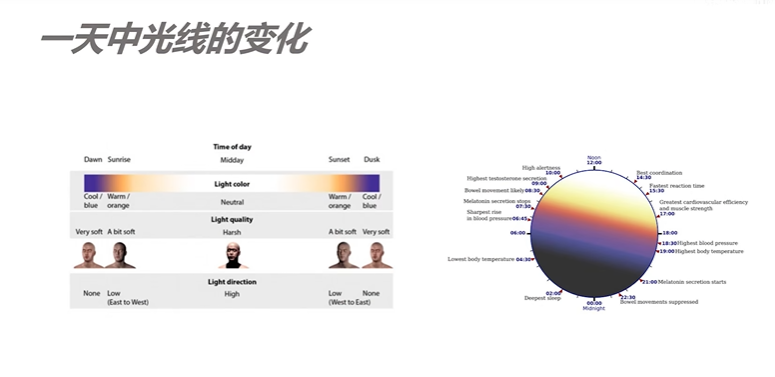 一天中光线的变化
Time of day
Dawn Sunrise Midday Sunset Dusk
Light color
Cool / blue
Warm / orange
Neutral
Warm / orange
Cool / blue
Light quality
Very soft A bit soft Harsh A bit soft Very soft
Light direction
None
Low (East to West)
High
Low (West to East)
None
Noon
12:00
High alertness
10:00
Highest testosterone secretion
09:00
Bowel movement likely 08:30
Melatonin secretion stops
07:30
Sharpest rise
in blood pressure 06:45
06:00
Lowest body temperature 04:30
02:00
Deepest sleep
00:00
Midnight
Best coordination
14:30
Fastest reaction time
15:30
Greatest cardiovascular efficiency
and muscle strength
17:00
18:00
18:30 Highest blood pressure
19:00 Highest body temperature
21:00 Melatonin secretion starts
22:30
Bowel movements suppressed